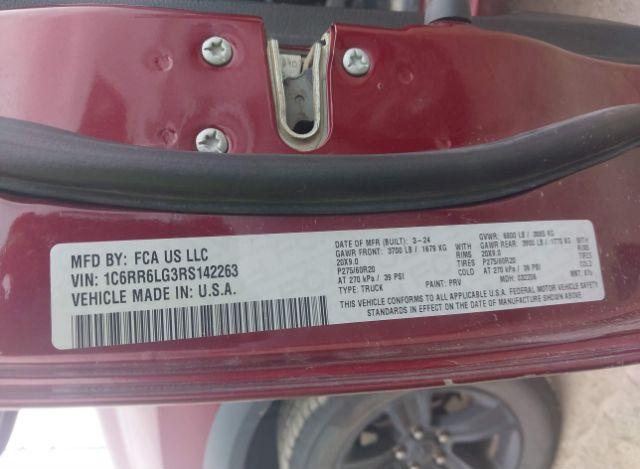 MFD BY: FCA US LLC
VIN: 1C6RR6LG3RS142263
VEHICLE MADE IN: U.S.A.
DATE OF MFR (BUILT): 3-24
GAWR FRONT: 3700 LB / 1679 KG
20X9.0 RIMS WITH
P275/60R20 TIRES
AT 270 kPa / 39 PSI
TYPE: TRUCK
GVWR: 6800 LB / 3085 KG
GAWR REAR: 3900 LB / 1770 KG
20X9.0
P275/60R20
AT 270 kPa / 39 PSI
PAINT: PRV MDH: 032206
THIS VEHICLE CONFORMS TO ALL APPLICABLE U.S.A. FEDERAL MOTOR VEHICLE SAFETY
STANDARDS IN EFFECT ON THE DATE OF MANUFACTURE SHOWN ABOVE.